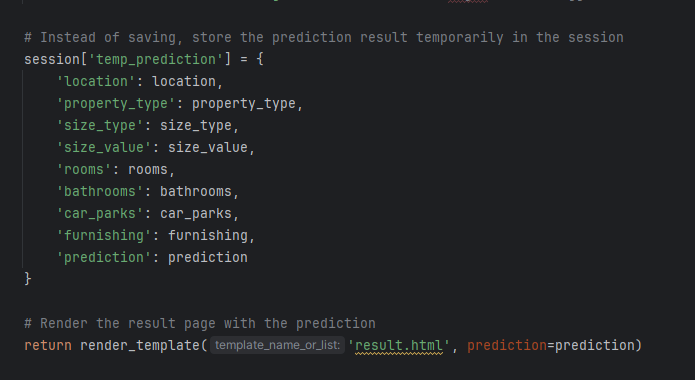 # Instead of saving, store the prediction result temporarily in the session
session['temp_prediction'] = {
    'location': location,
    'property_type': property_type,
    'size_type': size_type,
    'size_value': size_value,
    'rooms': rooms,
    'bathrooms': bathrooms,
    'car_parks': car_parks,
    'furnishing': furnishing,
    'prediction': prediction
}
# Render the result page with the prediction
return render_template( template_name_or_list: 'result.html', prediction=prediction)